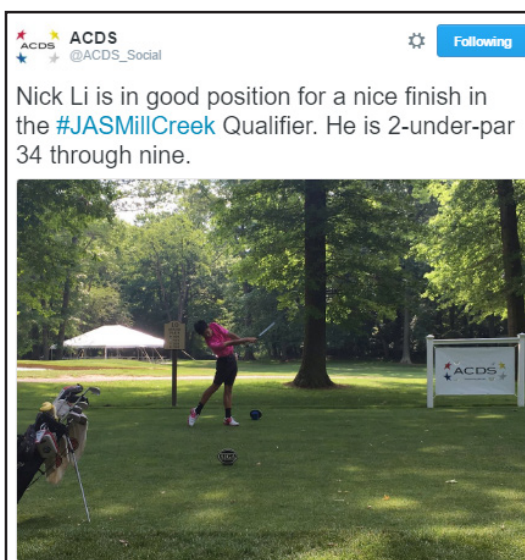 ACDS
ACDS
@ACDS_Social
Following
Nick Li is in good position for a nice finish in
the #JASMillCreek Qualifier. He is 2-under-par
34 through nine.
ACDS